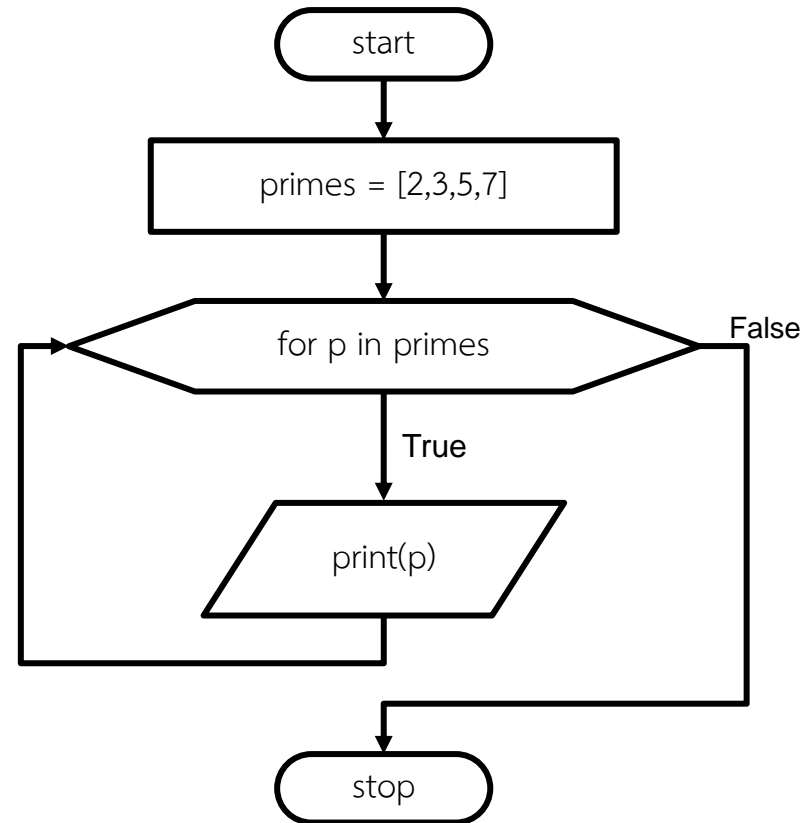 start
primes = [2,3,5,7]
for p in primes
False
True
print(p)
stop